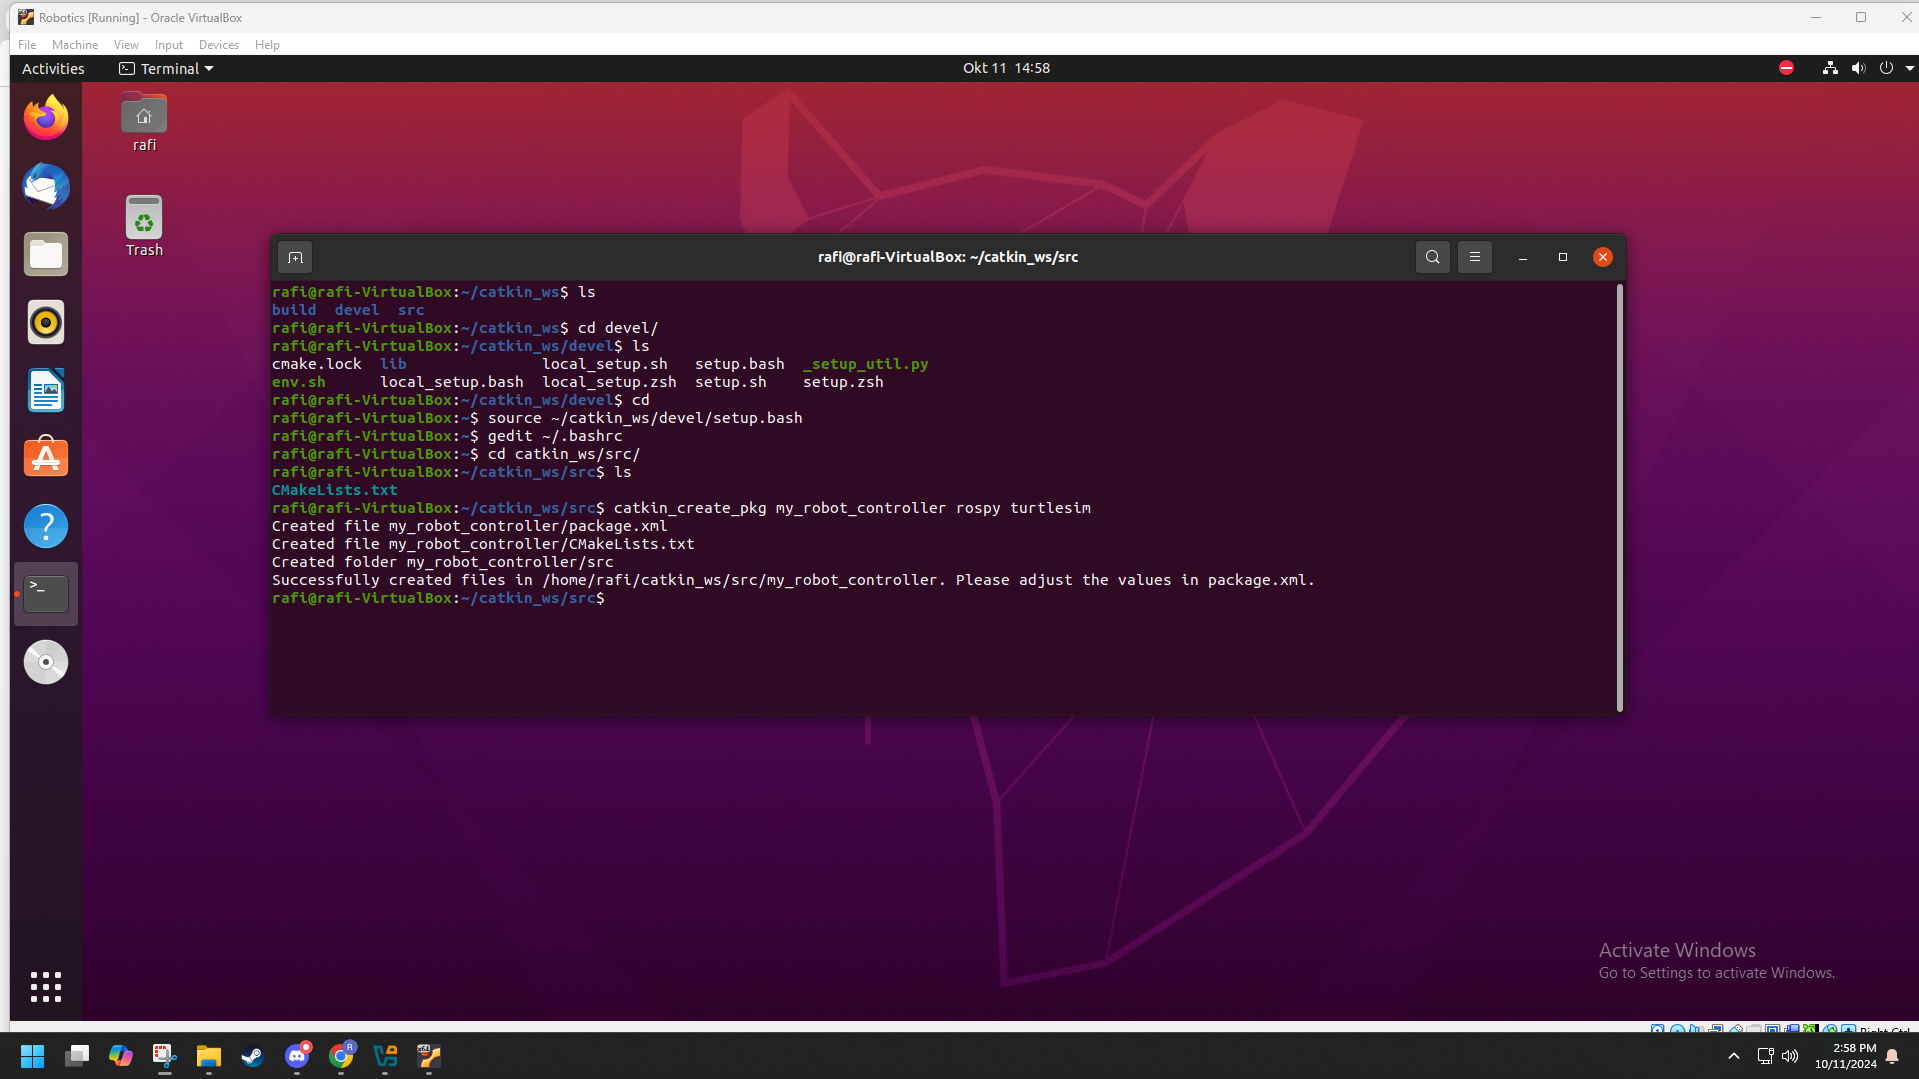 Robotics [Running] - Oracle VirtualBox
File Machine View Input Devices Help
Activities Terminal Okt 11 14:58
rafi
Trash
rafi@rafi-VirtualBox: ~/catkin_ws/src
rafi@rafi-VirtualBox:~/catkin_ws$ ls
build devel src
rafi@rafi-VirtualBox:~/catkin_ws$ cd devel/
rafi@rafi-VirtualBox:~/catkin_ws/devel$ ls
cmake.lock lib local_setup.sh setup.bash _setup_util.py
env.sh local_setup.bash local_setup.zsh setup.sh setup.zsh
rafi@rafi-VirtualBox:~/catkin_ws/devel$ cd
rafi@rafi-VirtualBox:~$ source ~/catkin_ws/devel/setup.bash
rafi@rafi-VirtualBox:~$ gedit ~/.bashrc
rafi@rafi-VirtualBox:~$ cd catkin_ws/src/
rafi@rafi-VirtualBox:~/catkin_ws/src$ ls
CMakeLists.txt
rafi@rafi-VirtualBox:~/catkin_ws/src$ catkin_create_pkg my_robot_controller rospy turtlesim
Created file my_robot_controller/package.xml
Created file my_robot_controller/CMakeLists.txt
Created folder my_robot_controller/src
Successfully created files in /home/rafi/catkin_ws/src/my_robot_controller. Please adjust the values in package.xml.
rafi@rafi-VirtualBox:~/catkin_ws/src$
Activate Windows
Go to Settings to activate Windows.
Right Ctrl
2:58 PM
10/11/2024